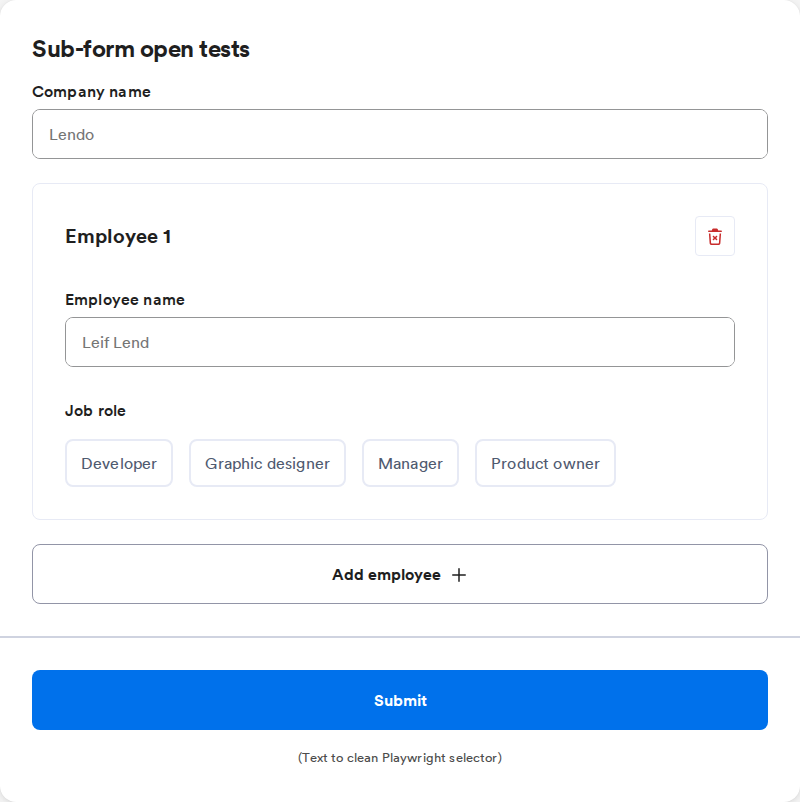 Sub-form open tests
Company name
Lendo
Employee 1
Employee name
Leif Lend
Job role
Developer
Graphic designer
Manager
Product owner
Add employee
Submit
(Text to clean Playwright selector)